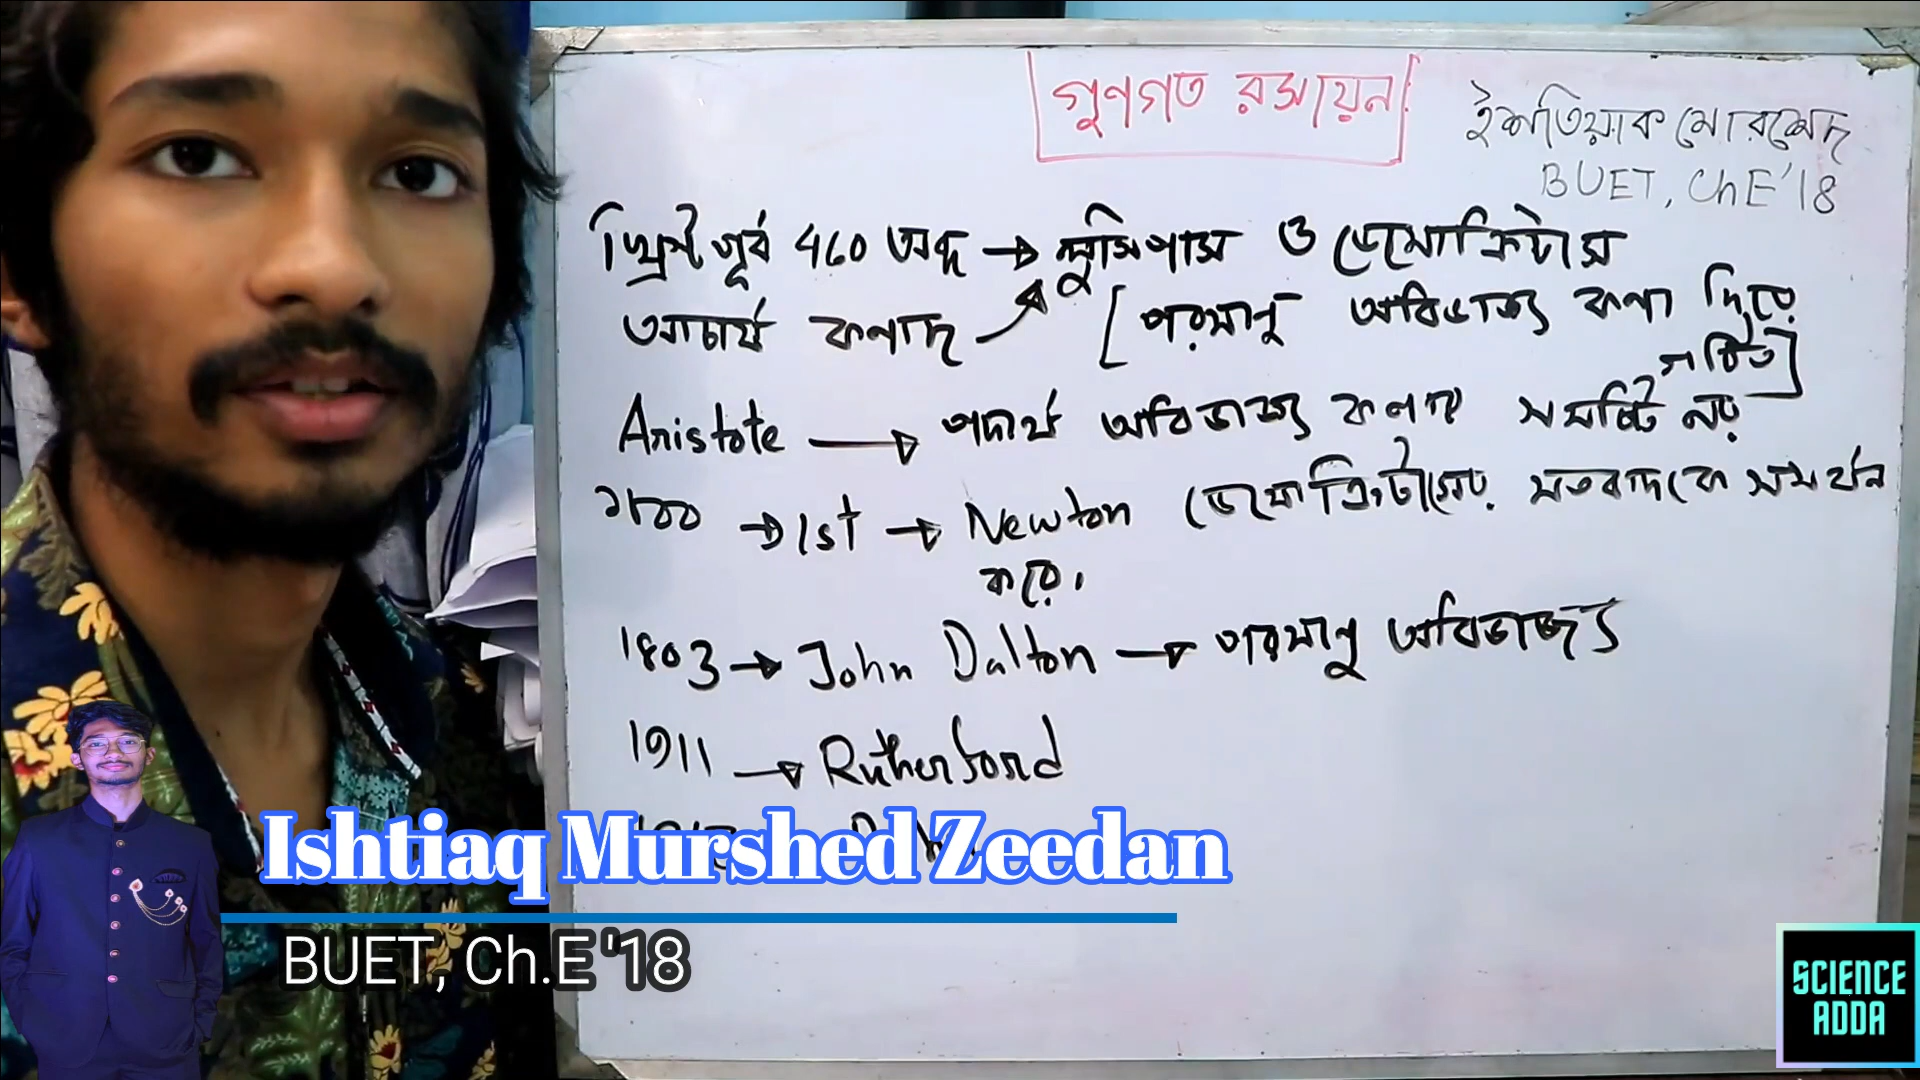 গুণগত রসায়ন
ইশতিয়াক মোরশেদ
BUET, ChE'18
খ্রিস্টপূর্ব 460 অব্দ → লুসিপাস ও ডেমোক্রিটাস
আচার্য কণাদ → [পরমাণু অবিভাজ্য কণা দিয়ে
গঠিত]
Aristote → পদার্থ অবিভাজ্য কণার সমষ্টি নয়
১৮০০ → 1st → Newton ডেমোক্রিটাসের মতবাদকে সমর্থন
করে।
1803 → John Dalton → পরমাণু অবিভাজ্য
1911 → Rutherford
Ishtiaq Murshed Zeedan
BUET, Ch.E '18
SCIENCE
ADDA